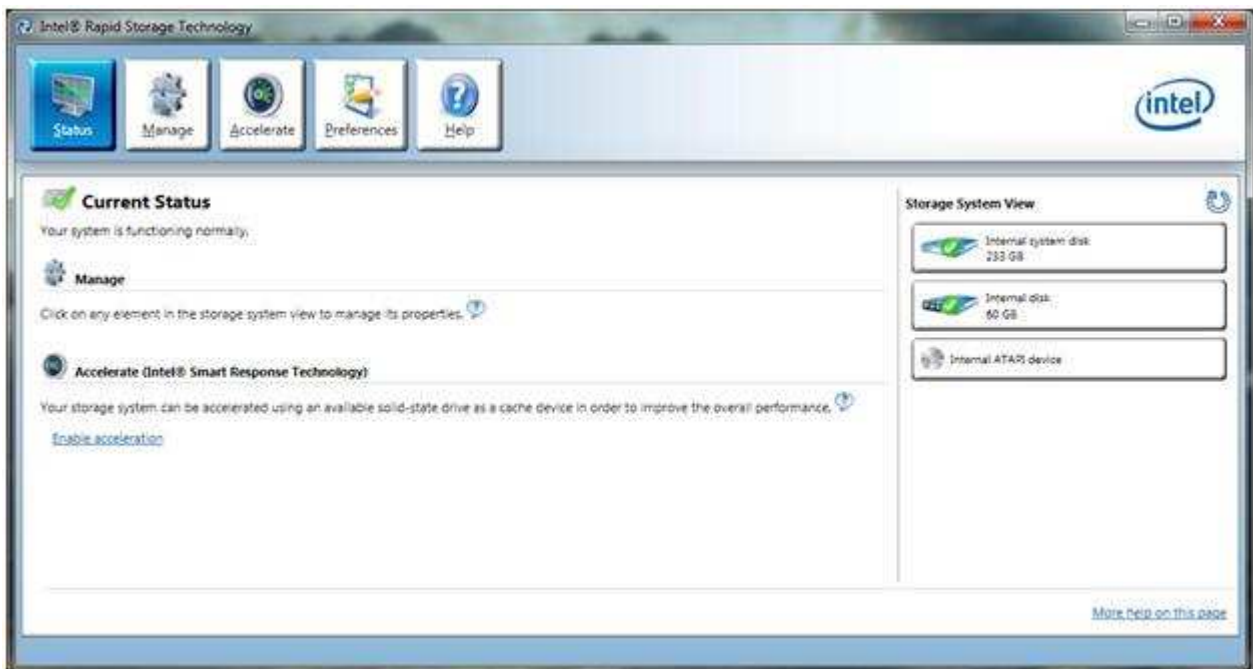 Intel® Rapid Storage Technology
Status
Manage
Accelerate
Preferences
Help
intel
Current Status
Your system is functioning normally.
Manage
Click on any element in the storage system view to manage its properties.
Accelerate (Intel® Smart Response Technology)
Your storage system can be accelerated using an available solid-state drive as a cache device in order to improve the overall performance.
Enable acceleration
Storage System View
Internal system disk
233 GB
Internal disk
60 GB
Internal ATAPI device
More help on this page